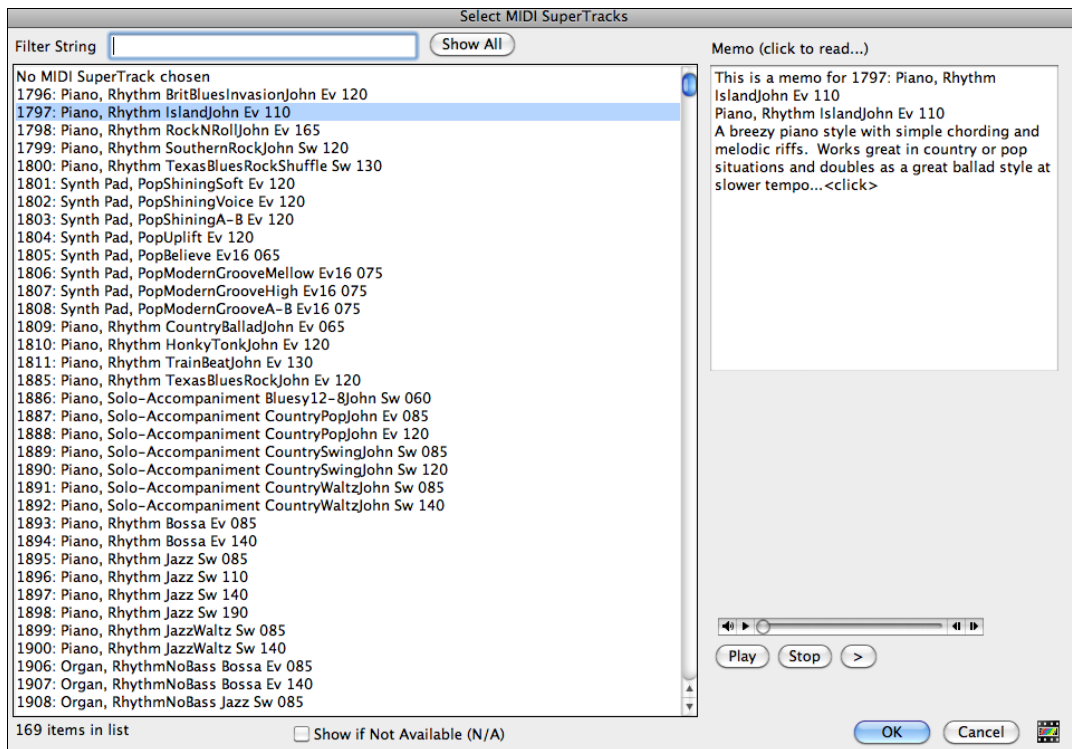 Select MIDI SuperTracks
Filter String
Show All
No MIDI SuperTrack chosen
1796: Piano, Rhythm BritBluesInvasionJohn Ev 120
1797: Piano, Rhythm IslandJohn Ev 110
1798: Piano, Rhythm RockNRollJohn Ev 165
1799: Piano, Rhythm SouthernRockJohn Sw 120
1800: Piano, Rhythm TexasBluesRockShuffle Sw 130
1801: Synth Pad, PopShiningSoft Ev 120
1802: Synth Pad, PopShiningVoice Ev 120
1803: Synth Pad, PopShiningA-B Ev 120
1804: Synth Pad, PopUplift Ev 120
1805: Synth Pad, PopBelieve Ev16 065
1806: Synth Pad, PopModernGrooveMellow Ev16 075
1807: Synth Pad, PopModernGrooveHigh Ev16 075
1808: Synth Pad, PopModernGrooveA-B Ev16 075
1809: Piano, Rhythm CountryBalladJohn Ev 065
1810: Piano, Rhythm HonkyTonkJohn Ev 120
1811: Piano, Rhythm TrainBeatJohn Ev 130
1885: Piano, Rhythm TexasBluesRockJohn Ev 120
1886: Piano, Solo-Accompaniment Bluesy12-8John Sw 060
1887: Piano, Solo-Accompaniment CountryPopJohn Ev 085
1888: Piano, Solo-Accompaniment CountryPopJohn Ev 120
1889: Piano, Solo-Accompaniment CountrySwingJohn Sw 085
1890: Piano, Solo-Accompaniment CountrySwingJohn Sw 120
1891: Piano, Solo-Accompaniment CountryWaltzJohn Sw 085
1892: Piano, Solo-Accompaniment CountryWaltzJohn Sw 140
1893: Piano, Rhythm Bossa Ev 085
1894: Piano, Rhythm Bossa Ev 140
1895: Piano, Rhythm Jazz Sw 085
1896: Piano, Rhythm Jazz Sw 110
1897: Piano, Rhythm Jazz Sw 140
1898: Piano, Rhythm Jazz Sw 190
1899: Piano, Rhythm JazzWaltz Sw 085
1900: Piano, Rhythm JazzWaltz Sw 140
1906: Organ, RhythmNoBass Bossa Ev 085
1907: Organ, RhythmNoBass Bossa Ev 140
1908: Organ, RhythmNoBass Jazz Sw 085
169 items in list
Show if Not Available (N/A)
Memo (click to read...)
This is a memo for 1797: Piano, Rhythm
IslandJohn Ev 110
Piano, Rhythm IslandJohn Ev 110
A breezy piano style with simple chording and
melodic riffs.  Works great in country or pop
situations and doubles as a great ballad style at
slower tempo...<click>
Play
Stop
>
OK
Cancel